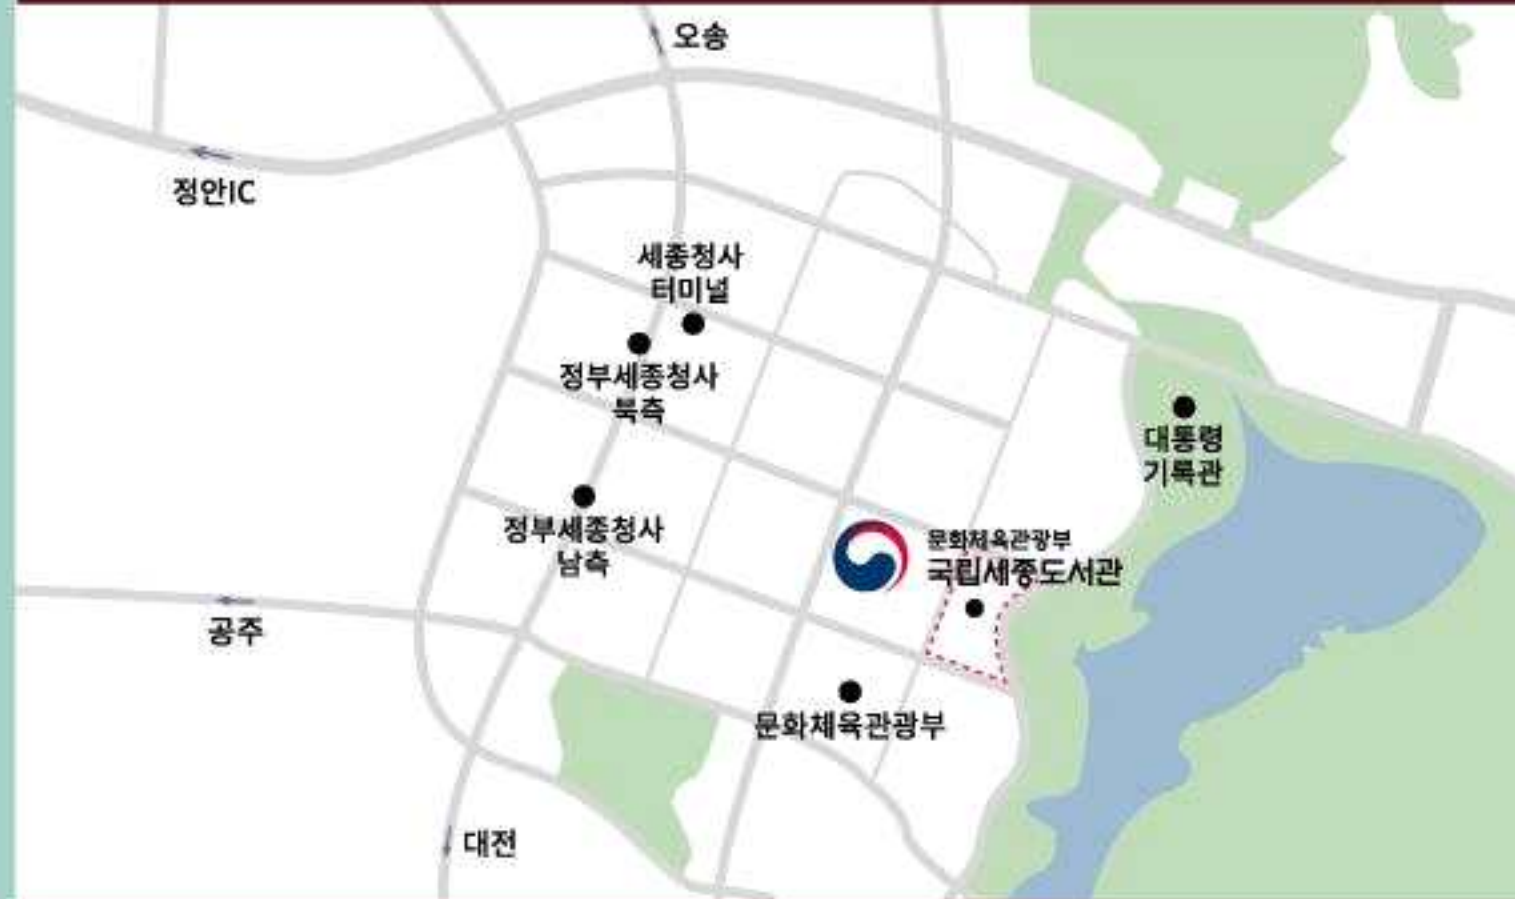 오송
정안IC
세종청사
터미널
정부세종청사
북측
대통령
기록관
정부세종청사
남측
문화체육관광부
국립세종도서관
공주
문화체육관광부
대전